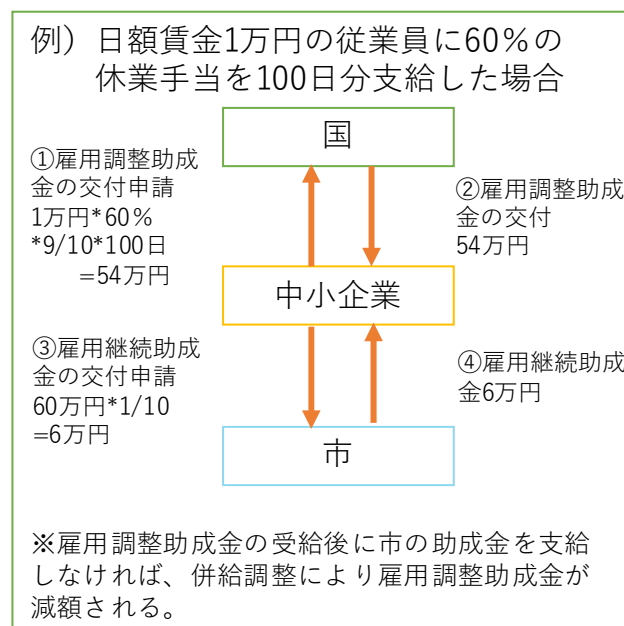 例）日額賃金1万円の従業員に60％の
休業手当を100日分支給した場合
国
①雇用調整助成
金の交付申請
1万円*60％
*9/10*100日
=54万円
②雇用調整助成
金の交付
54万円
中小企業
③雇用継続助成
金の交付申請
60万円*1/10
=6万円
④雇用継続助成
金6万円
市
※雇用調整助成金の受給後に市の助成金を支給
しなければ、併給調整により雇用調整助成金が
減額される。